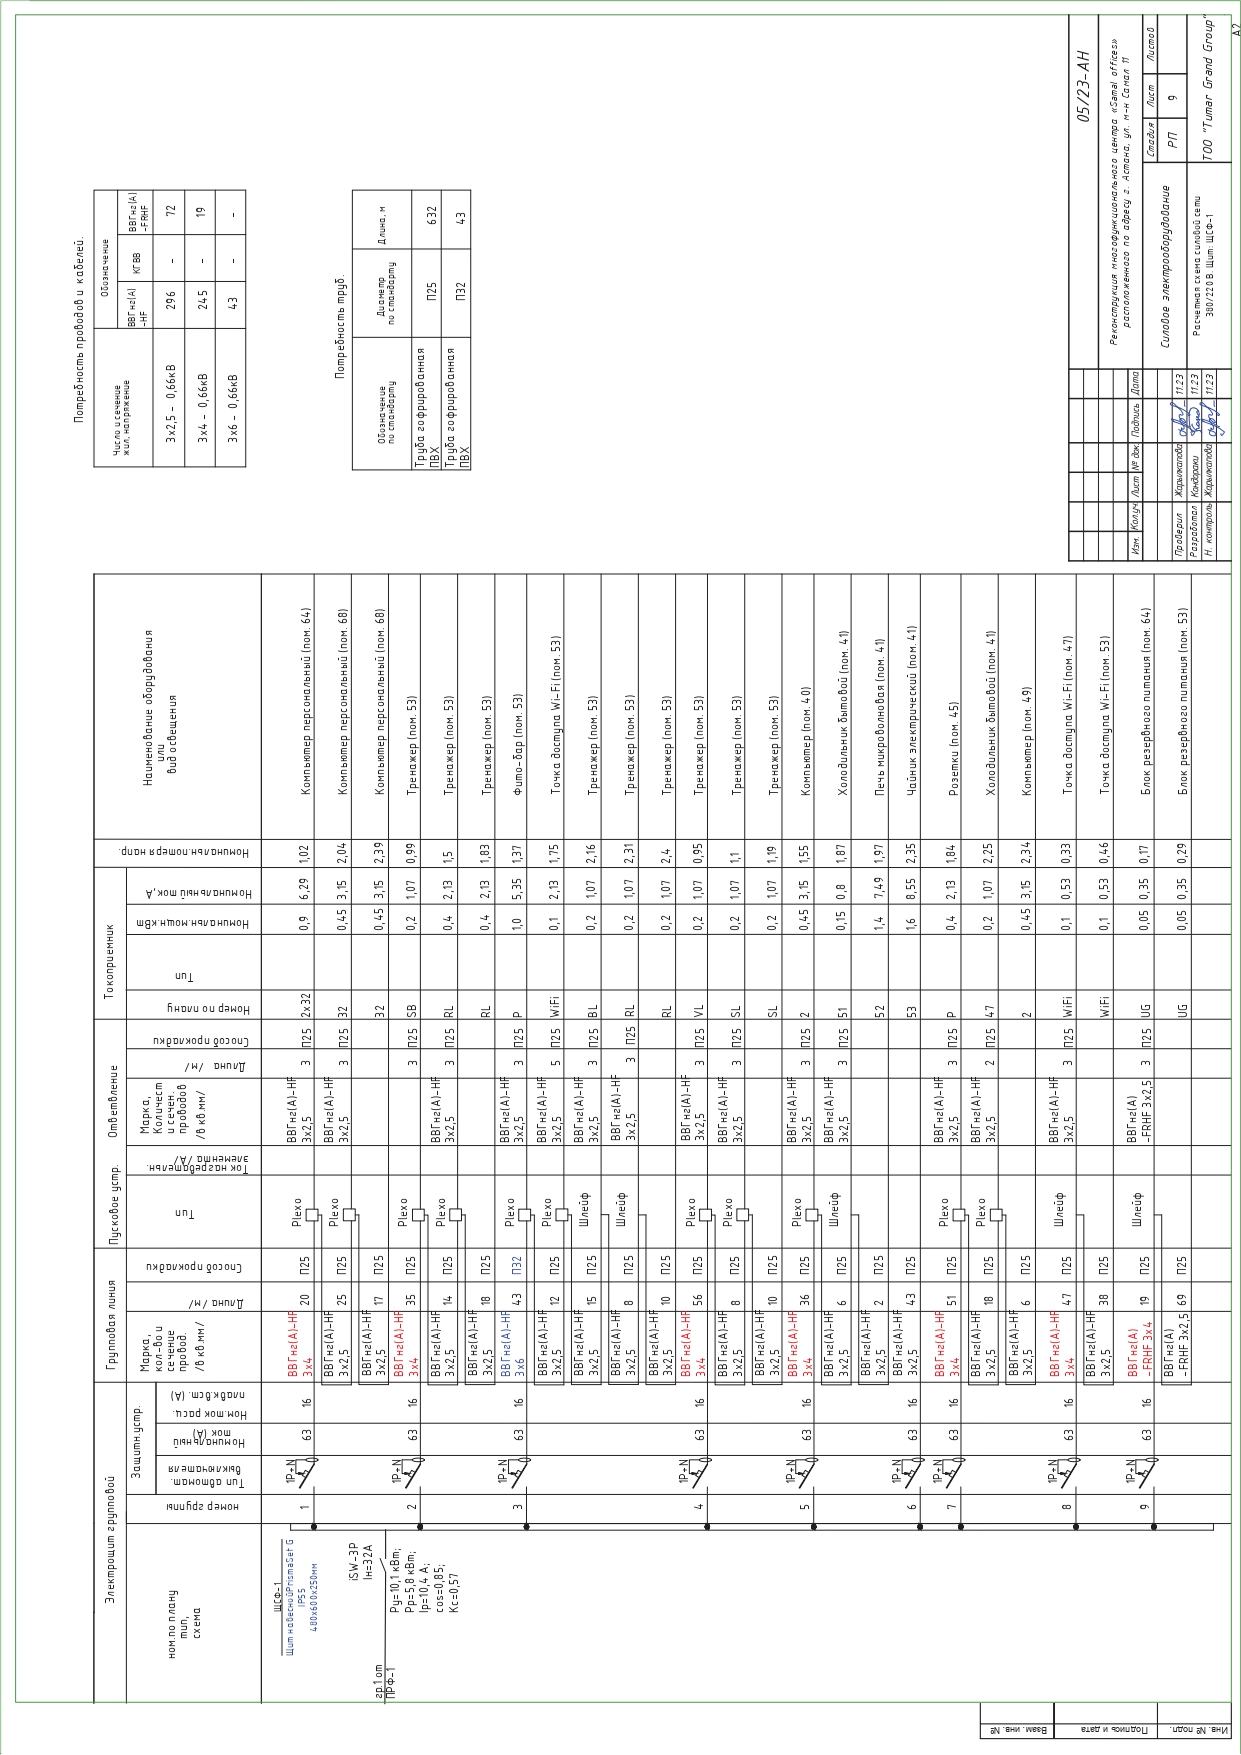 Электрощит групповой
Групповая линия
Пусковое устр.
Ответвление
Токоприемник
ном.по плану
тип,
схема
номер группы
Защитн.устр.
Тип автомат.
выключателя
Номинальный
ток (А)
Ном.ток расц.
плавк.вст. (А)
Марка,
кол-во и
сечение
провод.
/в кв.мм/
Длина /м/
Способ прокладки
Тип
Ток нагревательн.
элемента /А/
Марка,
Количест
и сечен.
проводов
/в кв.мм/
Длина /м/
Способ прокладки
Номер по плану
Тип
Номинальн.мощн.кВт
Номинальный ток,А
Номинальн.потеря напр.
Наименование оборудования
или
вид освещения
ЩСФ-1
Щит навеснойPrismaSet G
IP55
480х600х250мм
iSW-3P
Iн=32А
гр.1 от
ПРФ-1
Ру=10,1 кВт;
Рр=5,8 кВт;
Iр=10,4 А;
cos=0,85;
Кс=0,57
1 1P+N 63 16 ВВГнг(А)-HF 3х4 20 П25 Plexo ВВГнг(А)-HF 3х2,5 3 П25 2х32 0,9 6,29 1,02 Компьютер персональный (пом. 64)
ВВГнг(А)-HF 3х2,5 25 П25 Plexo ВВГнг(А)-HF 3х2,5 3 П25 32 0,45 3,15 2,04 Компьютер персональный (пом. 68)
ВВГнг(А)-HF 3х2,5 17 П25 32 0,45 3,15 2,39 Компьютер персональный (пом. 68)
2 1P+N 63 16 ВВГнг(А)-HF 3х4 35 П25 Plexo 3 П25 SB 0,2 1,07 0,99 Тренажер (пом. 53)
ВВГнг(А)-HF 3х2,5 14 П25 Plexo ВВГнг(А)-HF 3х2,5 3 П25 RL 0,4 2,13 1,5 Тренажер (пом. 53)
ВВГнг(А)-HF 3х2,5 18 П25 RL 0,4 2,13 1,83 Тренажер (пом. 53)
3 1P+N 63 16 ВВГнг(А)-HF 3х6 43 П32 Plexo ВВГнг(А)-HF 3х2,5 3 П25 P 1,0 5,35 1,37 Фито-бар (пом. 53)
ВВГнг(А)-HF 3х2,5 12 П25 Plexo ВВГнг(А)-HF 3х2,5 5 П25 WiFi 0,1 2,13 1,75 Точка доступа Wi-Fi (пом. 53)
ВВГнг(А)-HF 3х2,5 15 П25 Шлейф ВВГнг(А)-HF 3х2,5 3 П25 BL 0,2 1,07 2,16 Тренажер (пом. 53)
ВВГнг(А)-HF 3х2,5 8 П25 Шлейф ВВГнг(А)-HF 3х2,5 3 П25 RL 0,2 1,07 2,31 Тренажер (пом. 53)
ВВГнг(А)-HF 3х2,5 10 П25 RL 0,2 1,07 2,4 Тренажер (пом. 53)
4 1P+N 63 16 ВВГнг(А)-HF 3х4 56 П25 Plexo ВВГнг(А)-HF 3х2,5 3 П25 VL 0,2 1,07 0,95 Тренажер (пом. 53)
ВВГнг(А)-HF 3х2,5 8 П25 Plexo ВВГнг(А)-HF 3х2,5 3 П25 SL 0,2 1,07 1,1 Тренажер (пом. 53)
ВВГнг(А)-HF 3х2,5 10 П25 SL 0,2 1,07 1,19 Тренажер (пом. 53)
5 1P+N 63 16 ВВГнг(А)-HF 3х4 36 П25 Plexo ВВГнг(А)-HF 3х2,5 3 П25 2 0,45 3,15 1,55 Компьютер (пом. 40)
ВВГнг(А)-HF 3х2,5 6 П25 Шлейф ВВГнг(А)-HF 3х2,5 3 П25 51 0,15 0,8 1,87 Холодильник бытовой (пом. 41)
ВВГнг(А)-HF 3х2,5 2 П25 52 1,4 7,49 1,97 Печь микроволновая (пом. 41)
6 1P+N 63 16 ВВГнг(А)-HF 3х2,5 43 П25 53 1,6 8,55 2,35 Чайник электрический (пом. 41)
7 1P+N 63 16 ВВГнг(А)-HF 3х4 51 П25 Plexo ВВГнг(А)-HF 3х2,5 3 П25 P 0,4 2,13 1,84 Розетки (пом. 45)
ВВГнг(А)-HF 3х2,5 18 П25 Plexo ВВГнг(А)-HF 3х2,5 2 П25 47 0,2 1,07 2,25 Холодильник бытовой (пом. 41)
ВВГнг(А)-HF 3х2,5 6 П25 2 0,45 3,15 2,34 Компьютер (пом. 49)
8 1P+N 63 16 ВВГнг(А)-HF 3х4 47 П25 Шлейф ВВГнг(А)-HF 3х2,5 3 П25 WiFi 0,1 0,53 0,33 Точка доступа Wi-Fi (пом. 47)
ВВГнг(А)-HF 3х2,5 38 П25 WiFi 0,1 0,53 0,46 Точка доступа Wi-Fi (пом. 53)
9 1P+N 63 16 ВВГнг(А) -FRHF 3х4 19 П25 Шлейф ВВГнг(А) -FRHF 3х2,5 3 П25 UG 0,05 0,35 0,17 Блок резервного питания (пом. 64)
ВВГнг(А) -FRHF 3х2,5 69 П25 UG 0,05 0,35 0,29 Блок резервного питания (пом. 53)
Потребность проводов и кабелей.
Число и сечение
жил, напряжение
Обозначение
ВВГнг(А)
-HF
КГВВ
ВВГнг(А)
-FRHF
3х2,5 - 0,66кВ 296 - 72
3х4 - 0,66кВ 245 - 19
3х6 - 0,66кВ 43 - -
Потребность труб.
Обозначение
по стандарту
Диаметр
по стандарту
Длина, м
Труба гофрированная
ПВХ
П25 632
Труба гофрированная
ПВХ
П32 43
05/23-АН
Реконструкция многофункционального центра «Samal offices»
расположенного по адресу г. Астана, ул. м-н Самал 11
Изм. Кол.уч. Лист № док. Подпись Дата
Проверил Жарылкапова 11.23
Разработал Кандараки 11.23
Н. контроль Жарылкапова 11.23
Силовое электрооборудование
Стадия Лист Листов
РП 9
Расчетная схема силовой сети
380/220 В. Щит: ЩСФ-1
ТОО "Tumar Grand Group"
А2
Взам. инв. №
Подпись и дата
Инв. № подл.